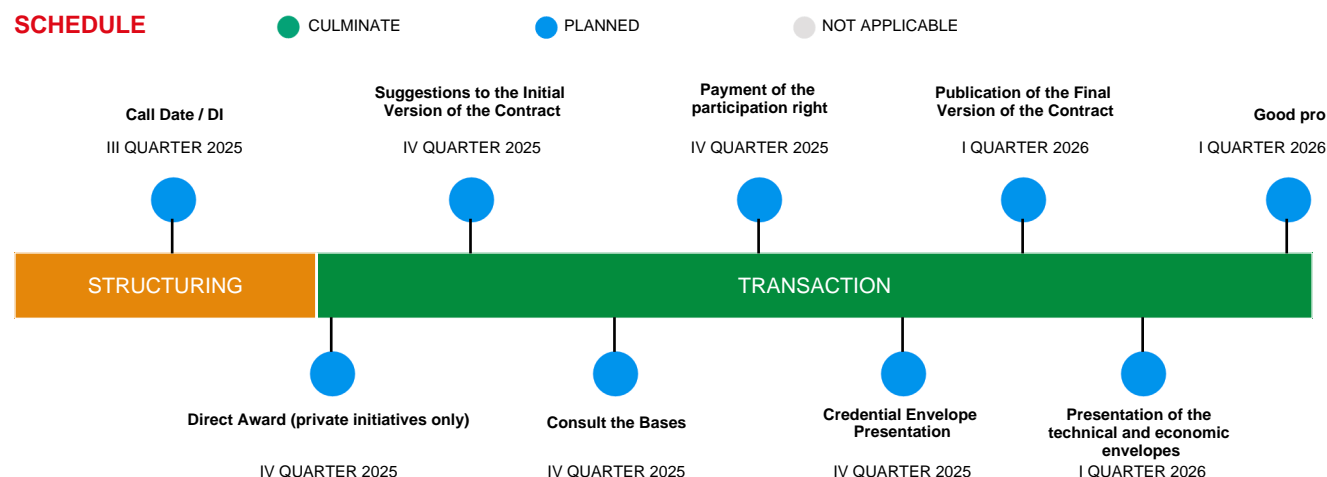 SCHEDULE
CULMINATE
PLANNED
NOT APPLICABLE
Call Date / DI
III QUARTER 2025
Suggestions to the Initial
Version of the Contract
IV QUARTER 2025
Payment of the
participation right
IV QUARTER 2025
Publication of the Final
Version of the Contract
I QUARTER 2026
Good pro
I QUARTER 2026
STRUCTURING
TRANSACTION
Direct Award (private initiatives only)
IV QUARTER 2025
Consult the Bases
IV QUARTER 2025
Credential Envelope
Presentation
IV QUARTER 2025
Presentation of the
technical and economic
envelopes
I QUARTER 2026